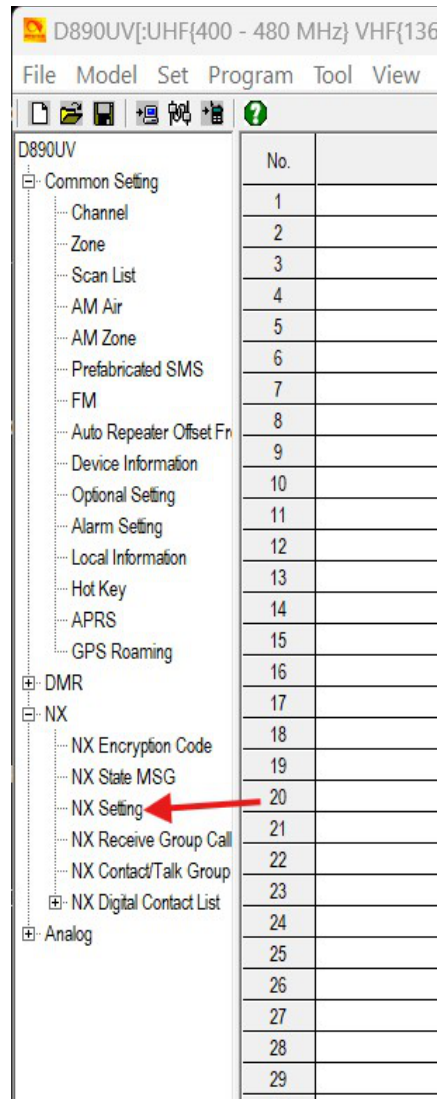 D890UV[:UHF{400 - 480 MHz} VHF{136
File Model Set Program Tool View
D890UV
No.
Common Setting
Channel
1
Zone
2
Scan List
3
AM Air
4
AM Zone
5
Prefabricated SMS
6
FM
7
Auto Repeater Offset Fr
8
Device Information
9
Optional Setting
10
Alarm Setting
11
Local Information
12
Hot Key
13
APRS
14
GPS Roaming
15
DMR
16
NX
17
NX Encryption Code
18
NX State MSG
19
NX Setting
20
NX Receive Group Call
21
NX Contact/Talk Group
22
NX Digital Contact List
23
Analog
24
25
26
27
28
29